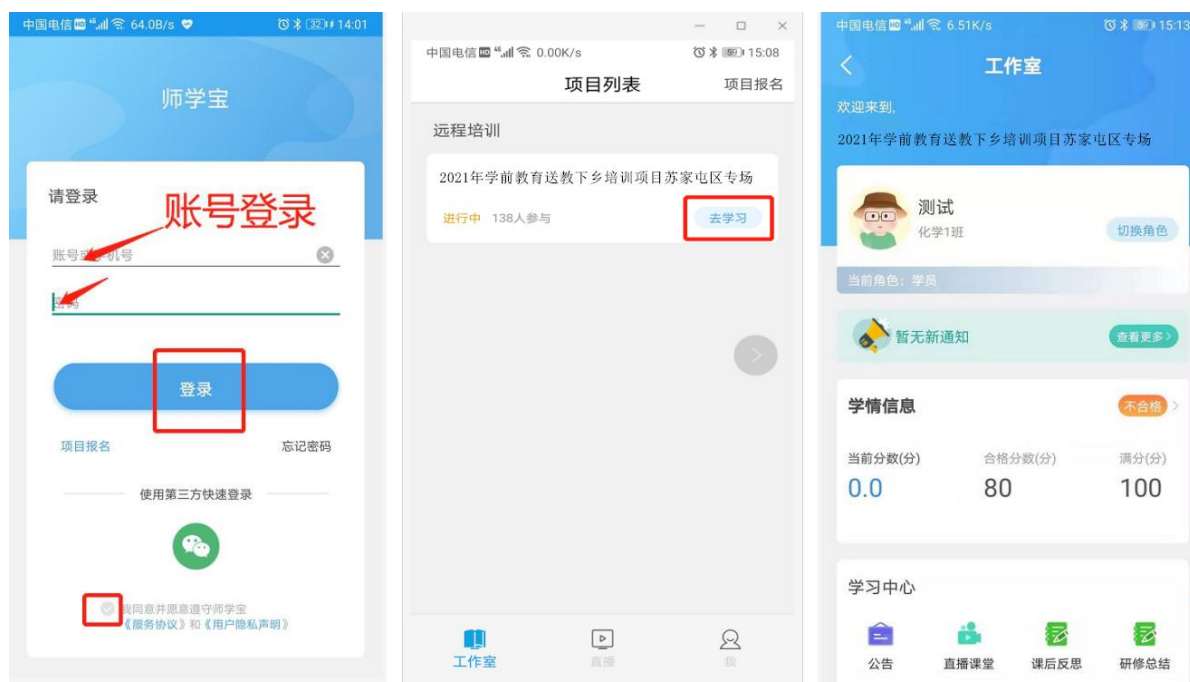 中国电信 HD 46 64.0B/s 32 14:01
师学宝
请登录
账号登录
账号或手机号
密码
登录
项目报名 忘记密码
使用第三方快速登录
我同意并愿意遵守师学宝
《服务协议》和《用户隐私声明》
中国电信 HD 46 0.00K/s 59 15:08
项目列表 项目报名
远程培训
2021年学前教育送教下乡培训项目苏家屯区专场
进行中 138人参与 去学习
工作室 直播 我
中国电信 HD 46 6.51K/s 59 15:13
工作室
欢迎来到,
2021年学前教育送教下乡培训项目苏家屯区专场
测试
化学1班 切换角色
当前角色：学员
暂无新通知 查看更多>
学情信息 不合格 >
当前分数(分) 合格分数(分) 满分(分)
0.0 80 100
学习中心
公告 直播课堂 课后反思 研修总结